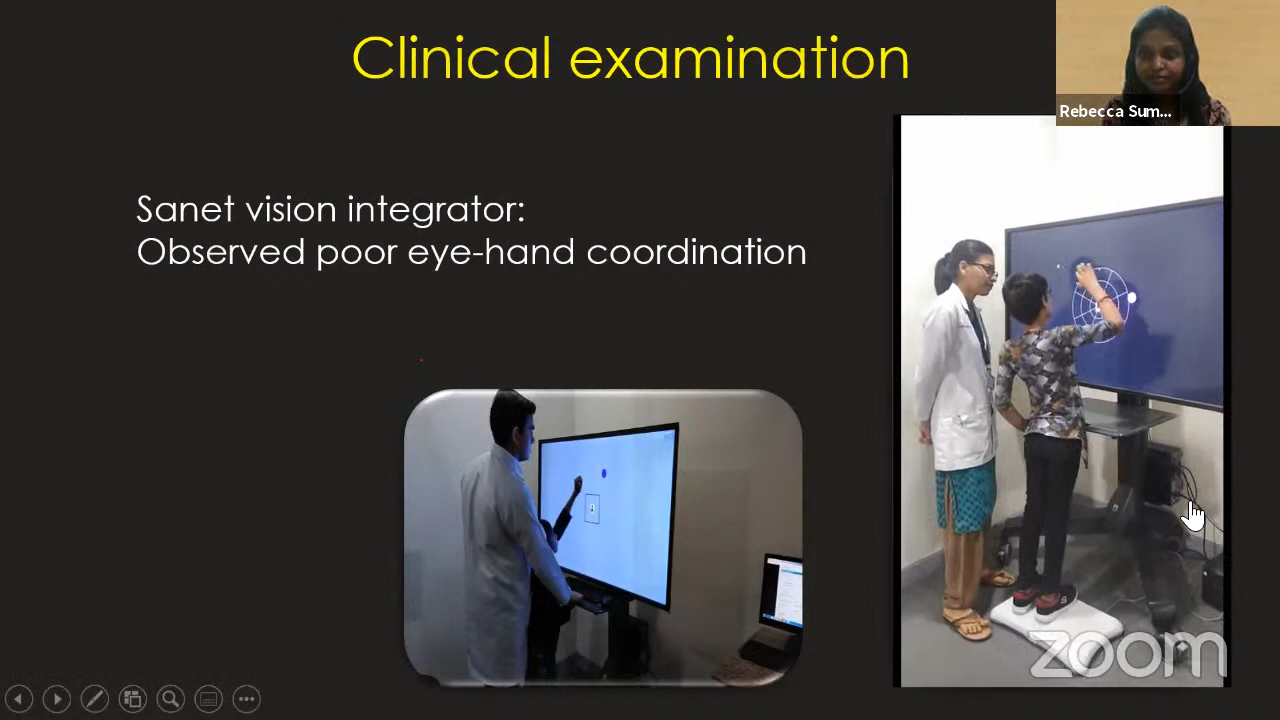 Clinical examination
Rebecca Sum...
Sanet vision integrator:
Observed poor eye-hand coordination
zoom